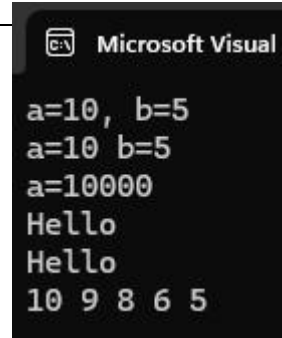 Microsoft Visual
a=10, b=5
a=10 b=5
a=10000
Hello
Hello
10 9 8 6 5